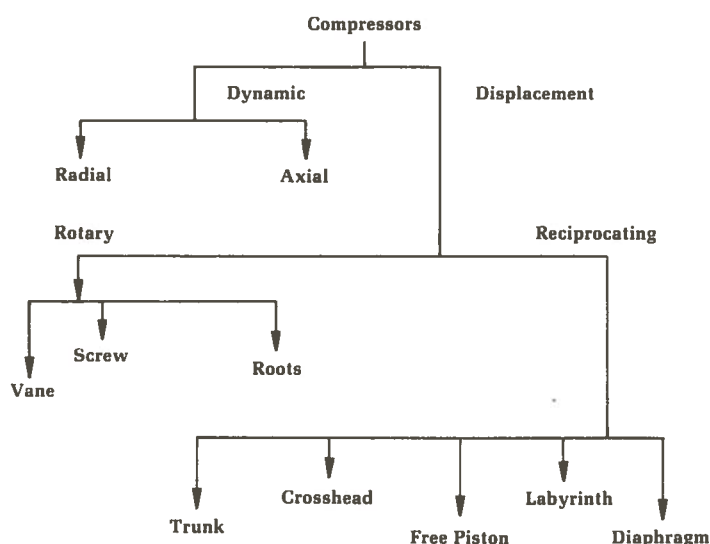 Compressors
Dynamic
Displacement
Radial
Axial
Rotary
Reciprocating
Screw
Roots
Vane
Crosshead
Labyrinth
Trunk
Free Piston
Diaphragm